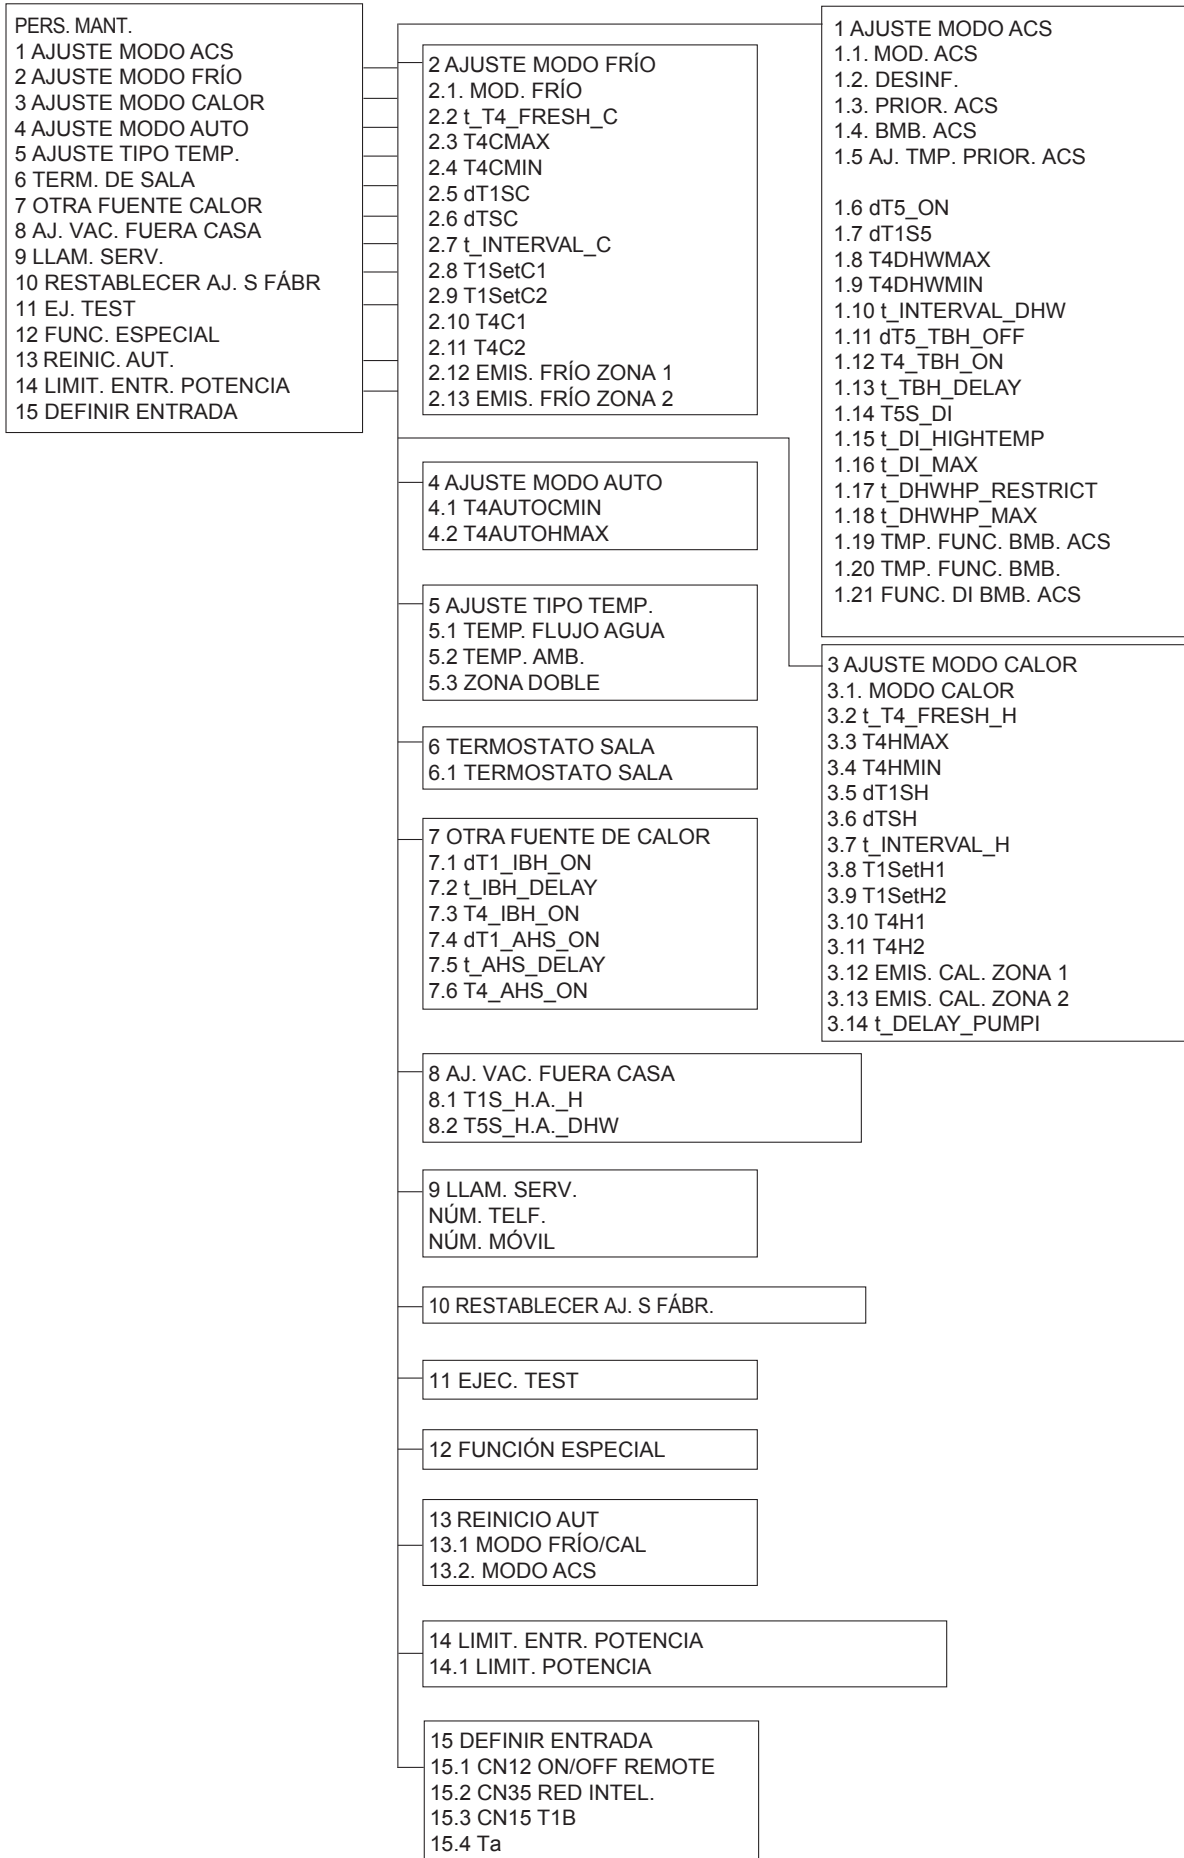 PERS. MANT.
1 AJUSTE MODO ACS
2 AJUSTE MODO FRÍO
3 AJUSTE MODO CALOR
4 AJUSTE MODO AUTO
5 AJUSTE TIPO TEMP.
6 TERM. DE SALA
7 OTRA FUENTE CALOR
8 AJ. VAC. FUERA CASA
9 LLAM. SERV.
10 RESTABLECER AJ. S FÁBR
11 EJ. TEST
12 FUNC. ESPECIAL
13 REINIC. AUT.
14 LIMIT. ENTR. POTENCIA
15 DEFINIR ENTRADA
1 AJUSTE MODO ACS
1.1. MOD. ACS
1.2. DESINF.
1.3. PRIOR. ACS
1.4. BMB. ACS
1.5 AJ. TMP. PRIOR. ACS
1.6 dT5_ON
1.7 dT1S5
1.8 T4DHWMAX
1.9 T4DHWMIN
1.10 t_INTERVAL_DHW
1.11 dT5_TBH_OFF
1.12 T4_TBH_ON
1.13 t_TBH_DELAY
1.14 T5S_DI
1.15 t_DI_HIGHTEMP
1.16 t_DI_MAX
1.17 t_DHWHP_RESTRICT
1.18 t_DHWHP_MAX
1.19 TMP. FUNC. BMB. ACS
1.20 TMP. FUNC. BMB.
1.21 FUNC. DI BMB. ACS
2 AJUSTE MODO FRÍO
2.1. MOD. FRÍO
2.2 t_T4_FRESH_C
2.3 T4CMAX
2.4 T4CMIN
2.5 dT1SC
2.6 dTSC
2.7 t_INTERVAL_C
2.8 T1SetC1
2.9 T1SetC2
2.10 T4C1
2.11 T4C2
2.12 EMIS. FRÍO ZONA 1
2.13 EMIS. FRÍO ZONA 2
3 AJUSTE MODO CALOR
3.1. MODO CALOR
3.2 t_T4_FRESH_H
3.3 T4HMAX
3.4 T4HMIN
3.5 dT1SH
3.6 dTSH
3.7 t_INTERVAL_H
3.8 T1SetH1
3.9 T1SetH2
3.10 T4H1
3.11 T4H2
3.12 EMIS. CAL. ZONA 1
3.13 EMIS. CAL. ZONA 2
3.14 t_DELAY_PUMPI
4 AJUSTE MODO AUTO
4.1 T4AUTOCMIN
4.2 T4AUTOHMAX
5 AJUSTE TIPO TEMP.
5.1 TEMP. FLUJO AGUA
5.2 TEMP. AMB.
5.3 ZONA DOBLE
6 TERMOSTATO SALA
6.1 TERMOSTATO SALA
7 OTRA FUENTE DE CALOR
7.1 dT1_IBH_ON
7.2 t_IBH_DELAY
7.3 T4_IBH_ON
7.4 dT1_AHS_ON
7.5 t_AHS_DELAY
7.6 T4_AHS_ON
8 AJ. VAC. FUERA CASA
8.1 T1S_H.A._H
8.2 T5S_H.A._DHW
9 LLAM. SERV.
NÚM. TELF.
NÚM. MÓVIL
10 RESTABLECER AJ. S FÁBR.
11 EJEC. TEST
12 FUNCIÓN ESPECIAL
13 REINICIO AUT
13.1 MODO FRÍO/CAL
13.2. MODO ACS
14 LIMIT. ENTR. POTENCIA
14.1 LIMIT. POTENCIA
15 DEFINIR ENTRADA
15.1 CN12 ON/OFF REMOTE
15.2 CN35 RED INTEL.
15.3 CN15 T1B
15.4 Ta